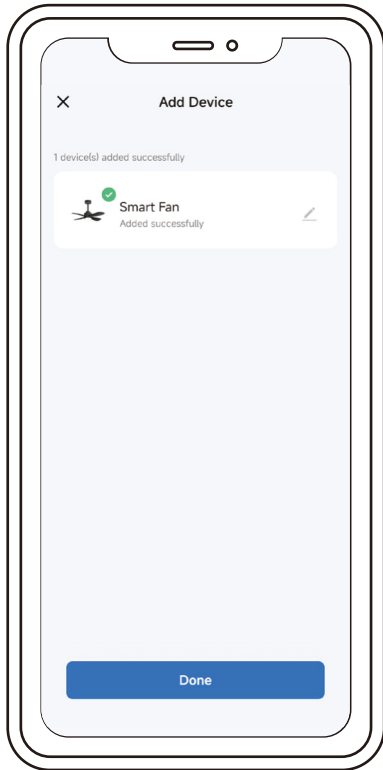 Add Device
1 device(s) added successfully
Smart Fan
Added successfully
Done